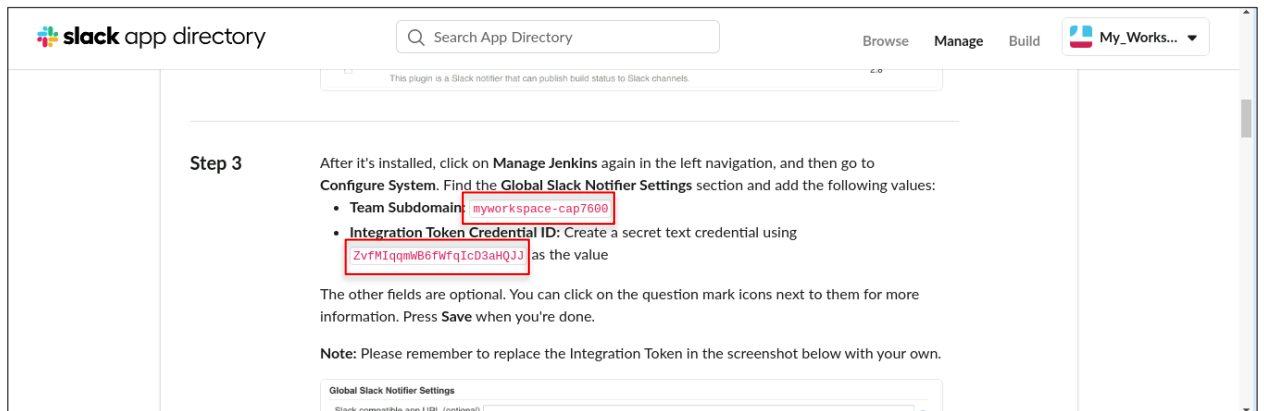 slack app directory
Search App Directory
Browse
Manage
Build
My_Works...
This plugin is a Slack notifier that can publish build status to Slack channels.
Step 3
After it's installed, click on Manage Jenkins again in the left navigation, and then go to
Configure System. Find the Global Slack Notifier Settings section and add the following values:
• Team Subdomain: myworkspace-cap7600
• Integration Token Credential ID: Create a secret text credential using
ZvfMIqqmWB6fWfqIcD3aHQJJ as the value
The other fields are optional. You can click on the question mark icons next to them for more
information. Press Save when you're done.
Note: Please remember to replace the Integration Token in the screenshot below with your own.
Global Slack Notifier Settings
Slack compatible app URL (optional)